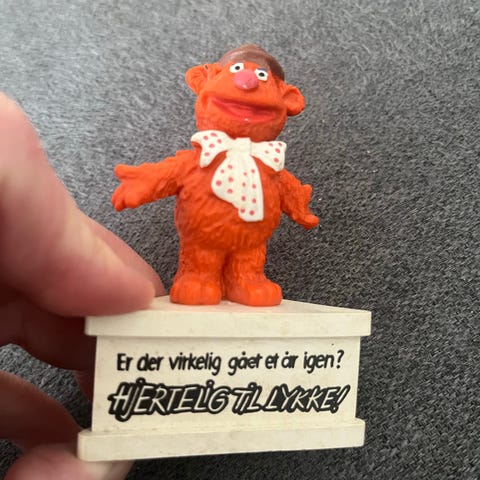 Er der virkelig gået et år igen?
HJERTELIG TIL LYKKE!